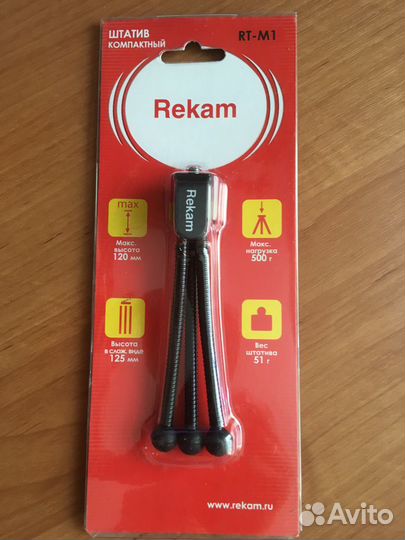 ШТАТИВ
КОМПАКТНЫЙ
RT-M1
Rekam
Rekam
max
Макс.
высота
120 мм
Макс.
нагрузка
500 г
Высота
в слож. виде
125 мм
Вес
штатива
51 г
www.rekam.ru
Avito